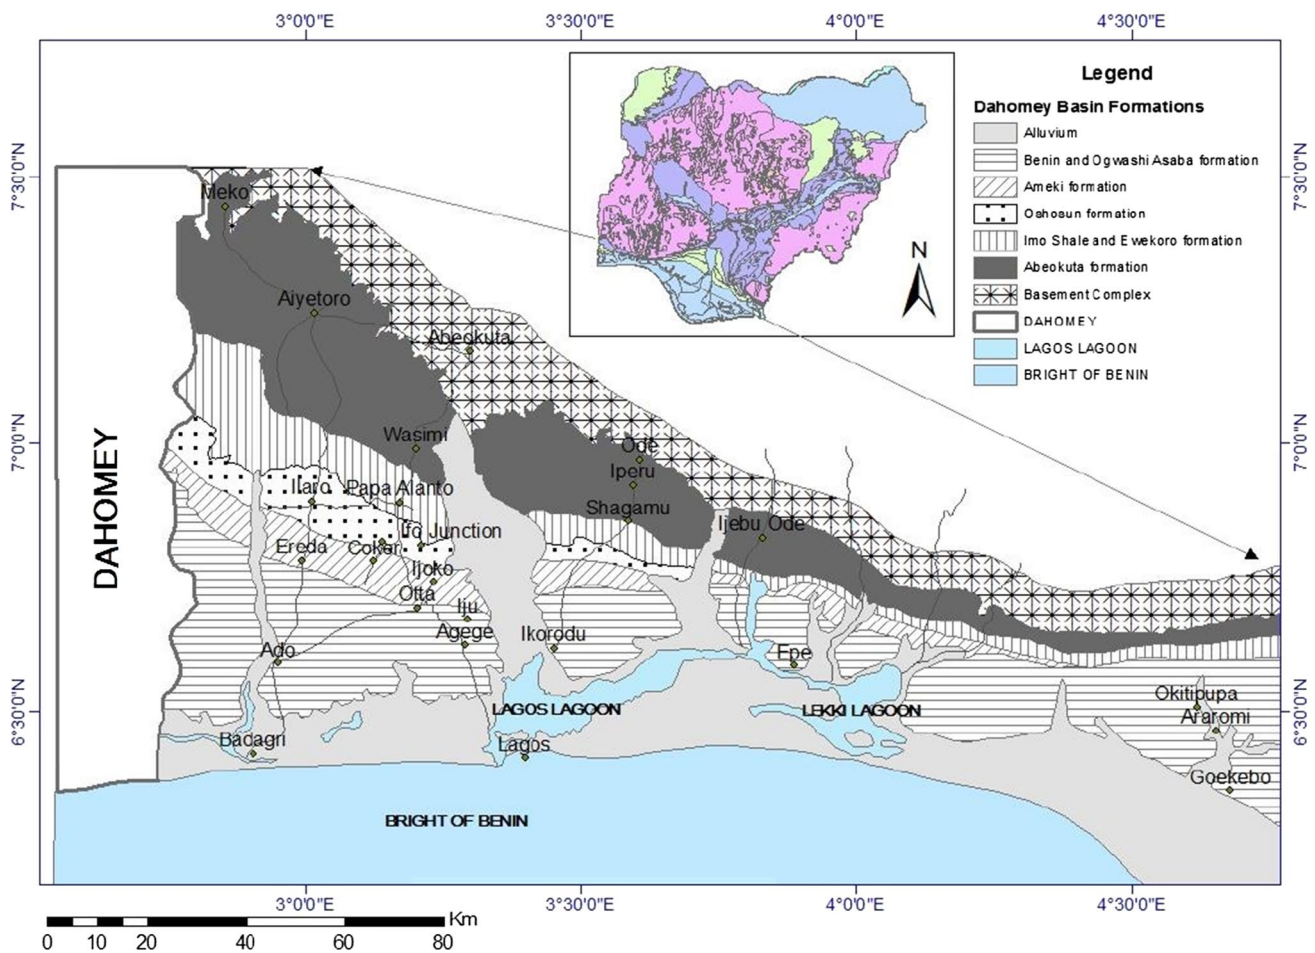 3°0'0"E 3°30'0"E 4°0'0"E 4°30'0"E
Legend
Dahomey Basin Formations
Alluvium
Benin and Ogwashi Asaba formation
Ameki formation
Oshosun formation
Imo Shale and Ewekoro formation
Abeokuta formation
Basement Complex
DAHOMEY
LAGOS LAGOON
BRIGHT OF BENIN
N
7°30'0"N
7°30'0"N
Meko
Aiyetoro
Abeokuta
7°0'0"N
7°0'0"N
Wasimi
Ode
Iperu
DAHOMEY
Ilaro Papa Alanto
Shagamu
Ijebu Ode
Ifo Junction
Ereda Coker
Ijoko
Otta
Iju
Agege Ikorodu
Ado
Epe
6°30'0"N
6°30'0"N
Okitipupa
LAGOS LAGOON
LEKKI LAGOON
Araromi
Badagri
Lagos
Goekebo
BRIGHT OF BENIN
3°0'0"E 3°30'0"E 4°0'0"E 4°30'0"E
Km
0 10 20 40 60 80